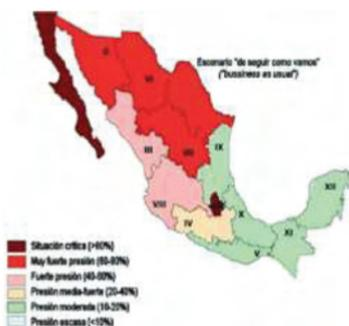 Escenario "de seguir como vamos"
("bussiness as usual")
II
VI
III
IX
VIII
IV
X
V
XI
XII
Situación crítica (>80%)
Muy fuerte presión (60-80%)
Fuerte presión (40-60%)
Presión media-fuerte (20-40%)
Presión moderada (10-20%)
Presión escasa (<10%)